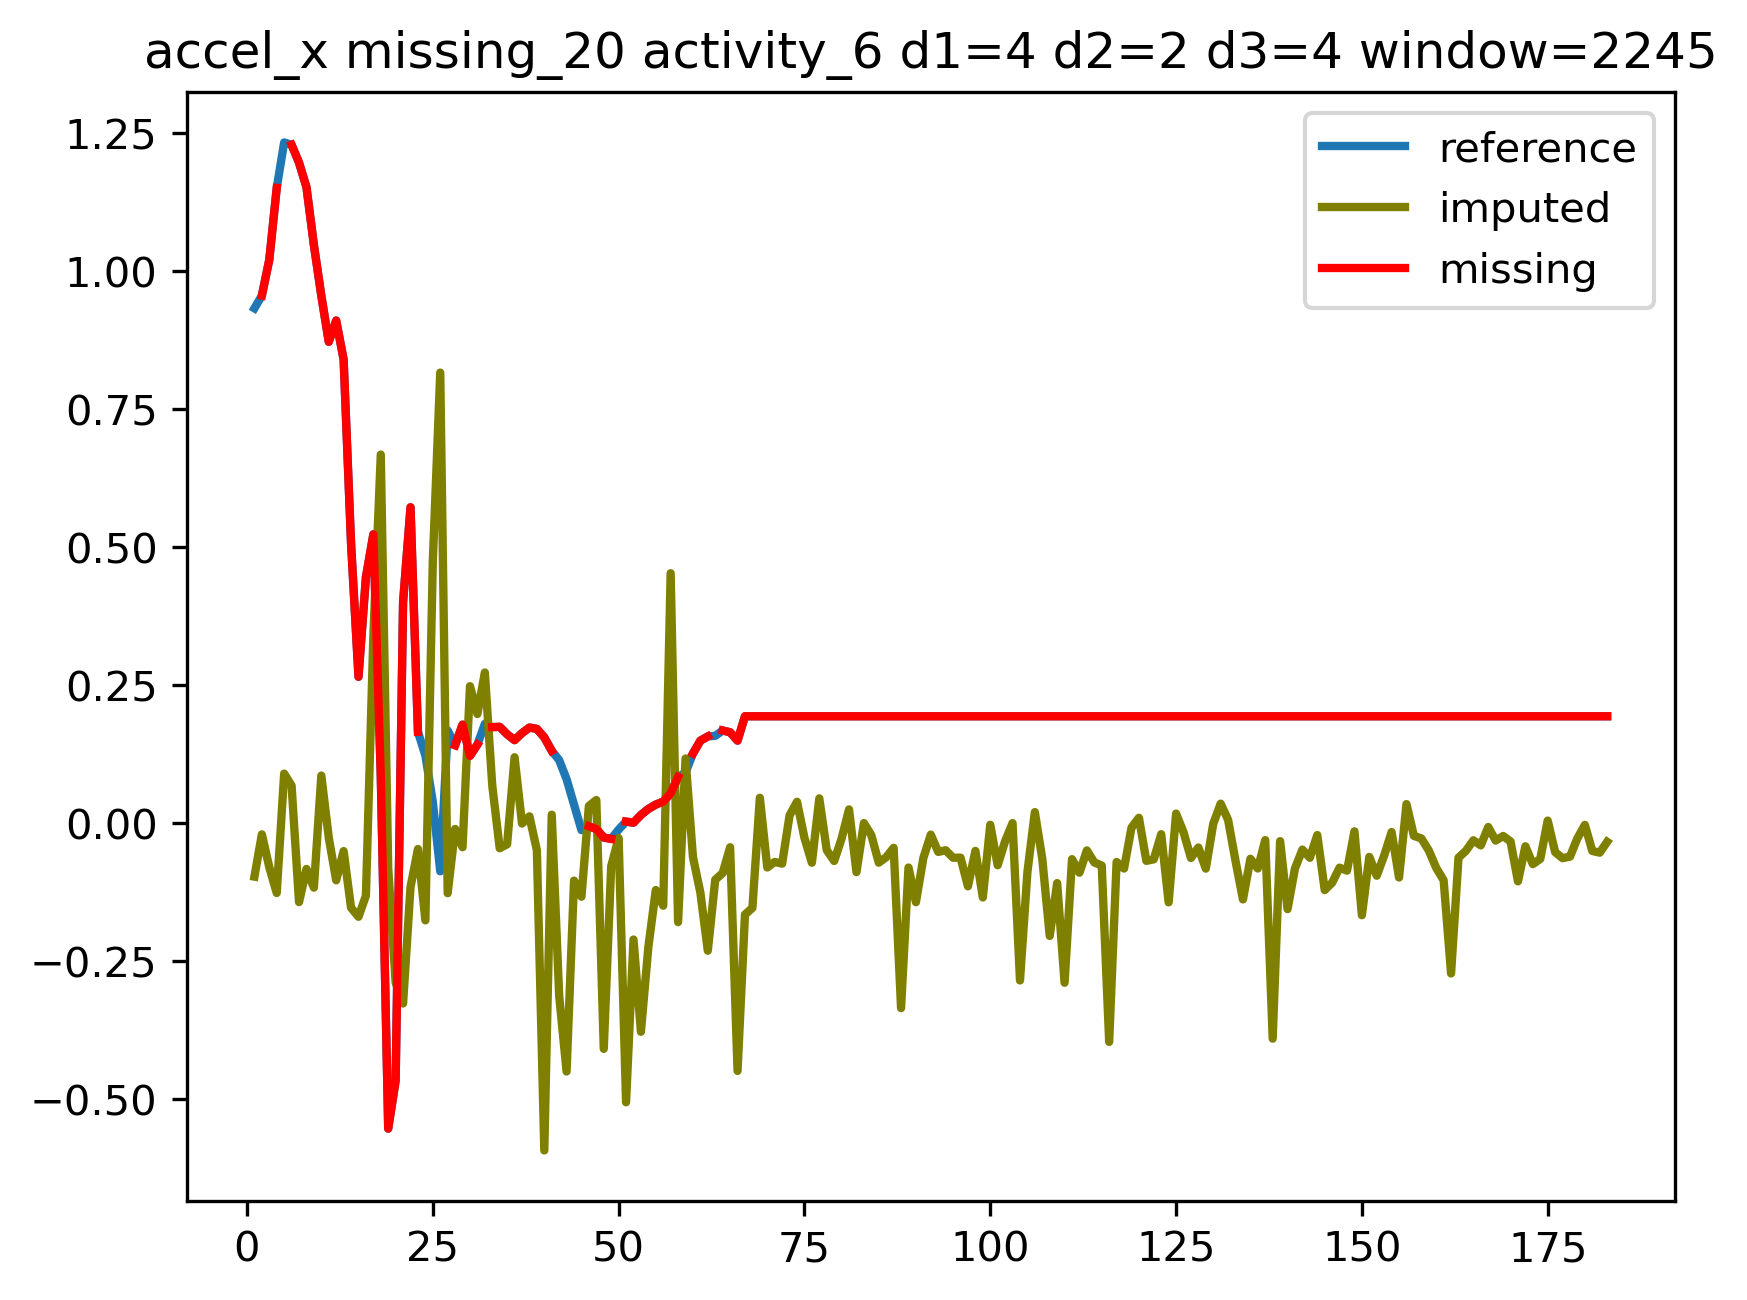 accel_x missing_20 activity_6 d1=4 d2=2 d3=4 window=2245
1.25
1.00
0.75
0.50
0.25
0.00
−0.25
−0.50
reference
imputed
missing
0 25 50 75 100 125 150 175